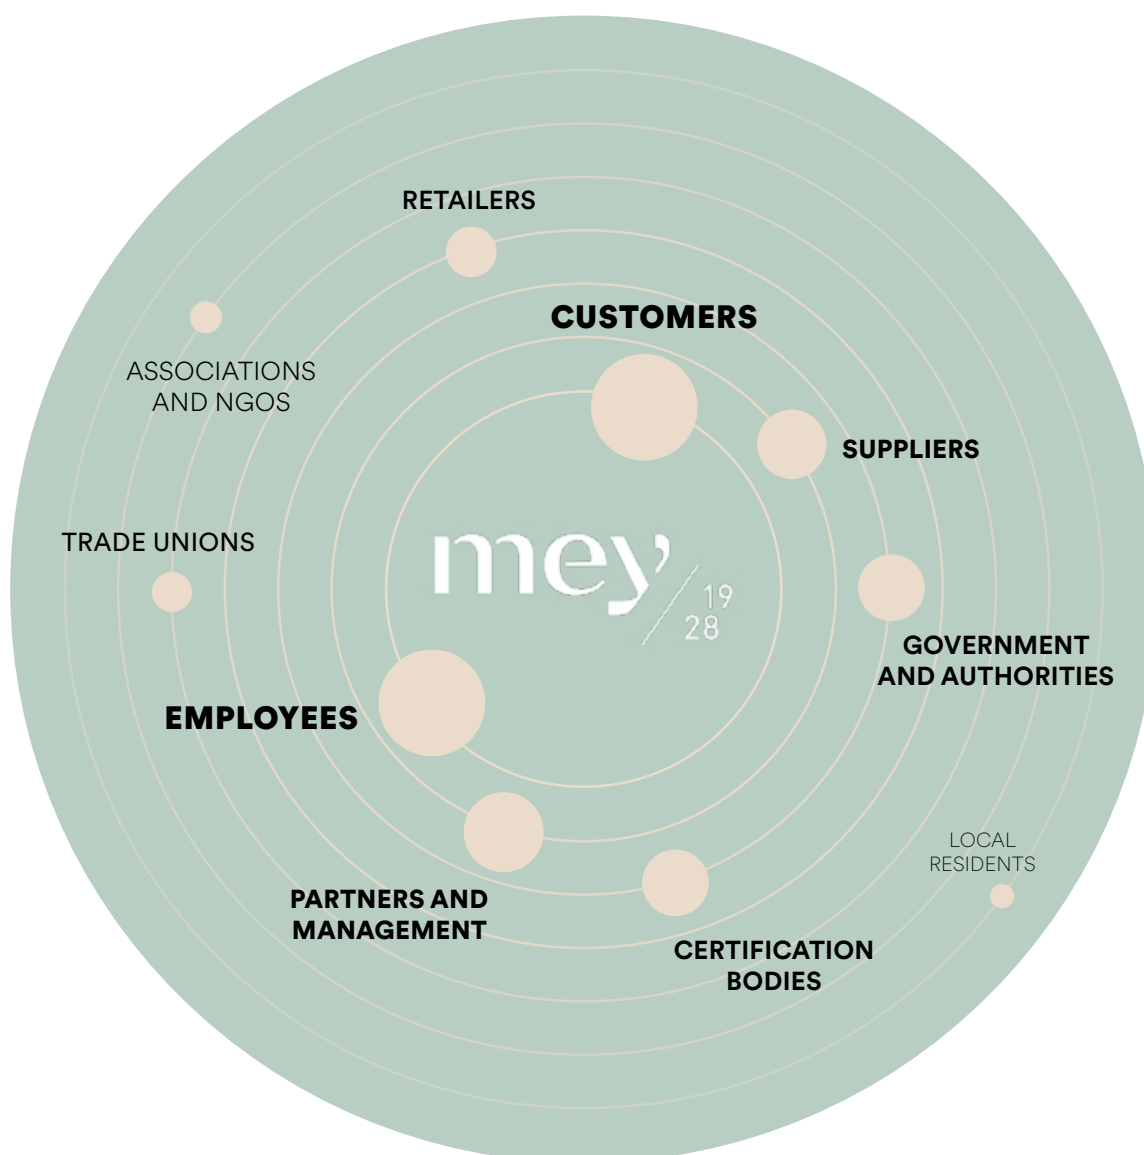 RETAILERS
CUSTOMERS
ASSOCIATIONS
AND NGOS
SUPPLIERS
TRADE UNIONS
mey/19
28
GOVERNMENT
AND AUTHORITIES
EMPLOYEES
LOCAL
RESIDENTS
PARTNERS AND
MANAGEMENT
CERTIFICATION
BODIES